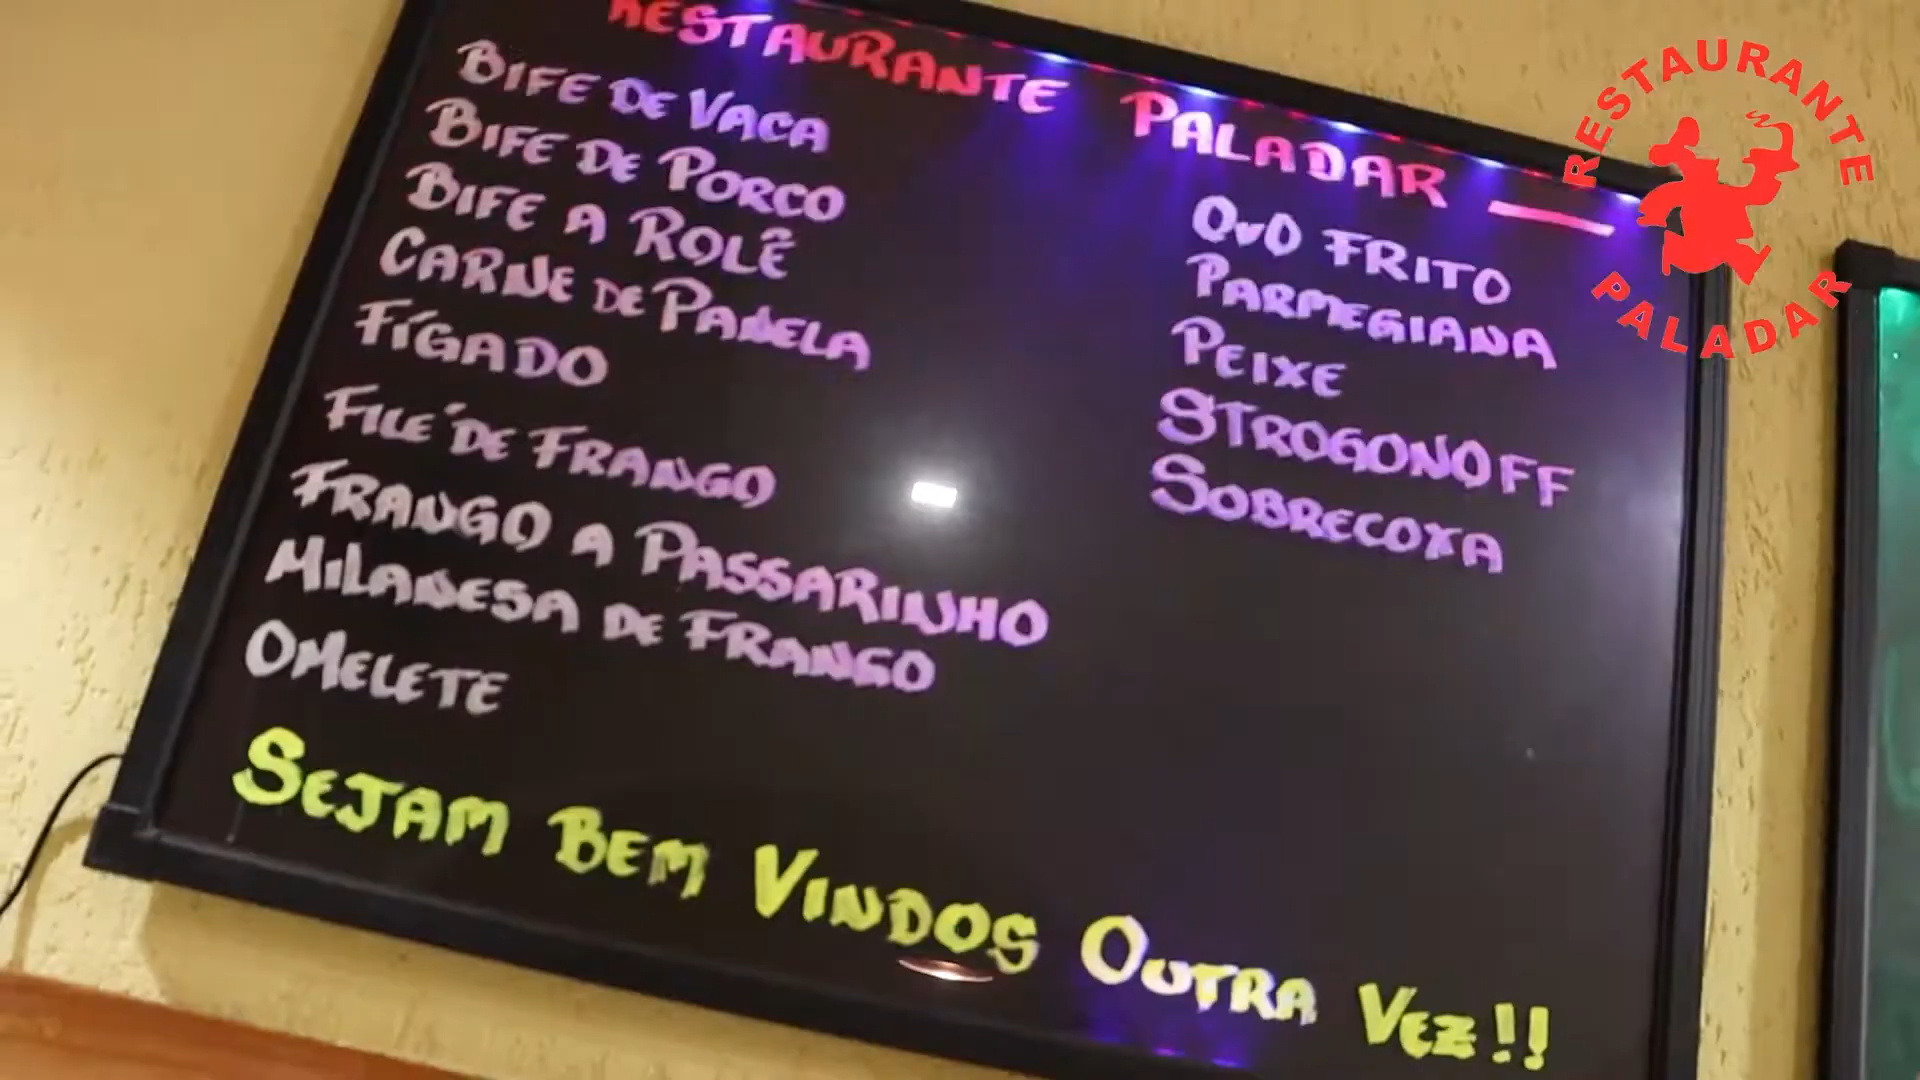 RESTAURANTE PALADAR
BIFE DE VACA
BIFE DE PORCO
BIFE A ROLÊ
CARNE DE PANELA
FÍGADO
FILÉ DE FRANGO
FRANGO A PASSARINHO
MILANESA DE FRANGO
OMELETE
OVO FRITO
PARMEGIANA
PEIXE
STROGONOFF
SOBRECOXA
SEJAM BEM VINDOS OUTRA VEZ!!
RESTAURANTE
PALADAR